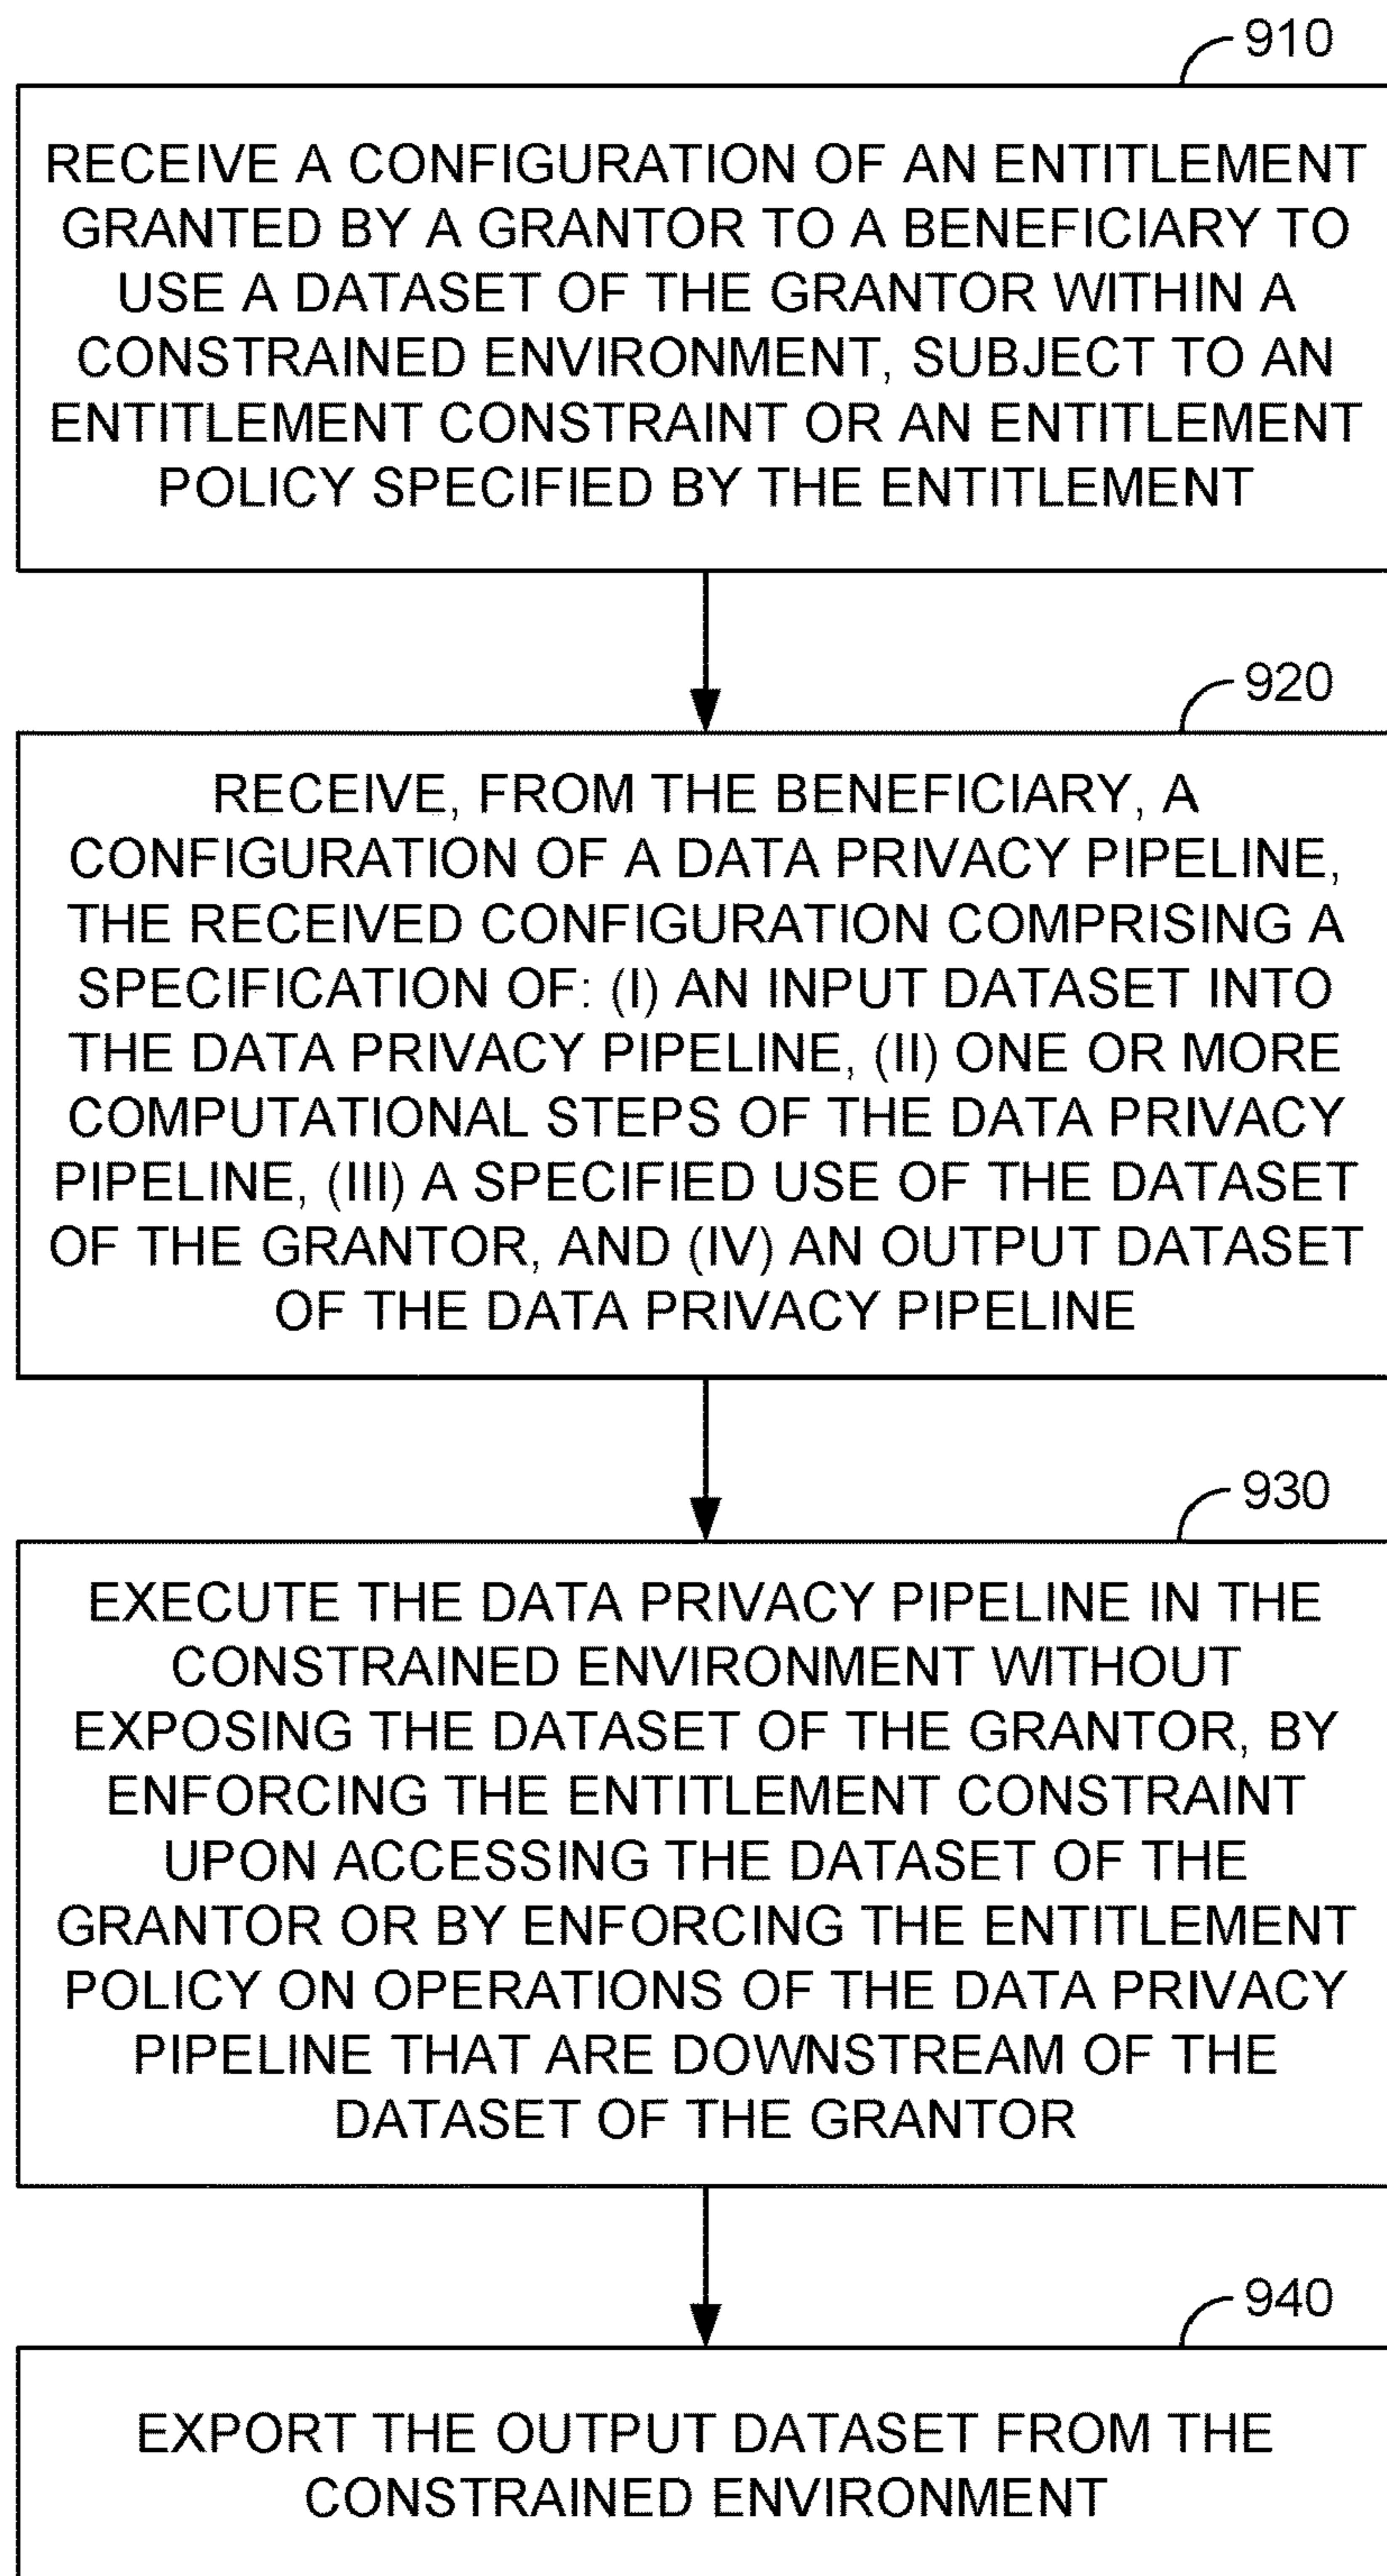 910
RECEIVE A CONFIGURATION OF AN ENTITLEMENT
GRANTED BY A GRANTOR TO A BENEFICIARY TO
USE A DATASET OF THE GRANTOR WITHIN A
CONSTRAINED ENVIRONMENT, SUBJECT TO AN
ENTITLEMENT CONSTRAINT OR AN ENTITLEMENT
POLICY SPECIFIED BY THE ENTITLEMENT
920
RECEIVE, FROM THE BENEFICIARY, A
CONFIGURATION OF A DATA PRIVACY PIPELINE,
THE RECEIVED CONFIGURATION COMPRISING A
SPECIFICATION OF: (I) AN INPUT DATASET INTO
THE DATA PRIVACY PIPELINE, (II) ONE OR MORE
COMPUTATIONAL STEPS OF THE DATA PRIVACY
PIPELINE, (III) A SPECIFIED USE OF THE DATASET
OF THE GRANTOR, AND (IV) AN OUTPUT DATASET
OF THE DATA PRIVACY PIPELINE
930
EXECUTE THE DATA PRIVACY PIPELINE IN THE
CONSTRAINED ENVIRONMENT WITHOUT
EXPOSING THE DATASET OF THE GRANTOR, BY
ENFORCING THE ENTITLEMENT CONSTRAINT
UPON ACCESSING THE DATASET OF THE
GRANTOR OR BY ENFORCING THE ENTITLEMENT
POLICY ON OPERATIONS OF THE DATA PRIVACY
PIPELINE THAT ARE DOWNSTREAM OF THE
DATASET OF THE GRANTOR
940
EXPORT THE OUTPUT DATASET FROM THE
CONSTRAINED ENVIRONMENT